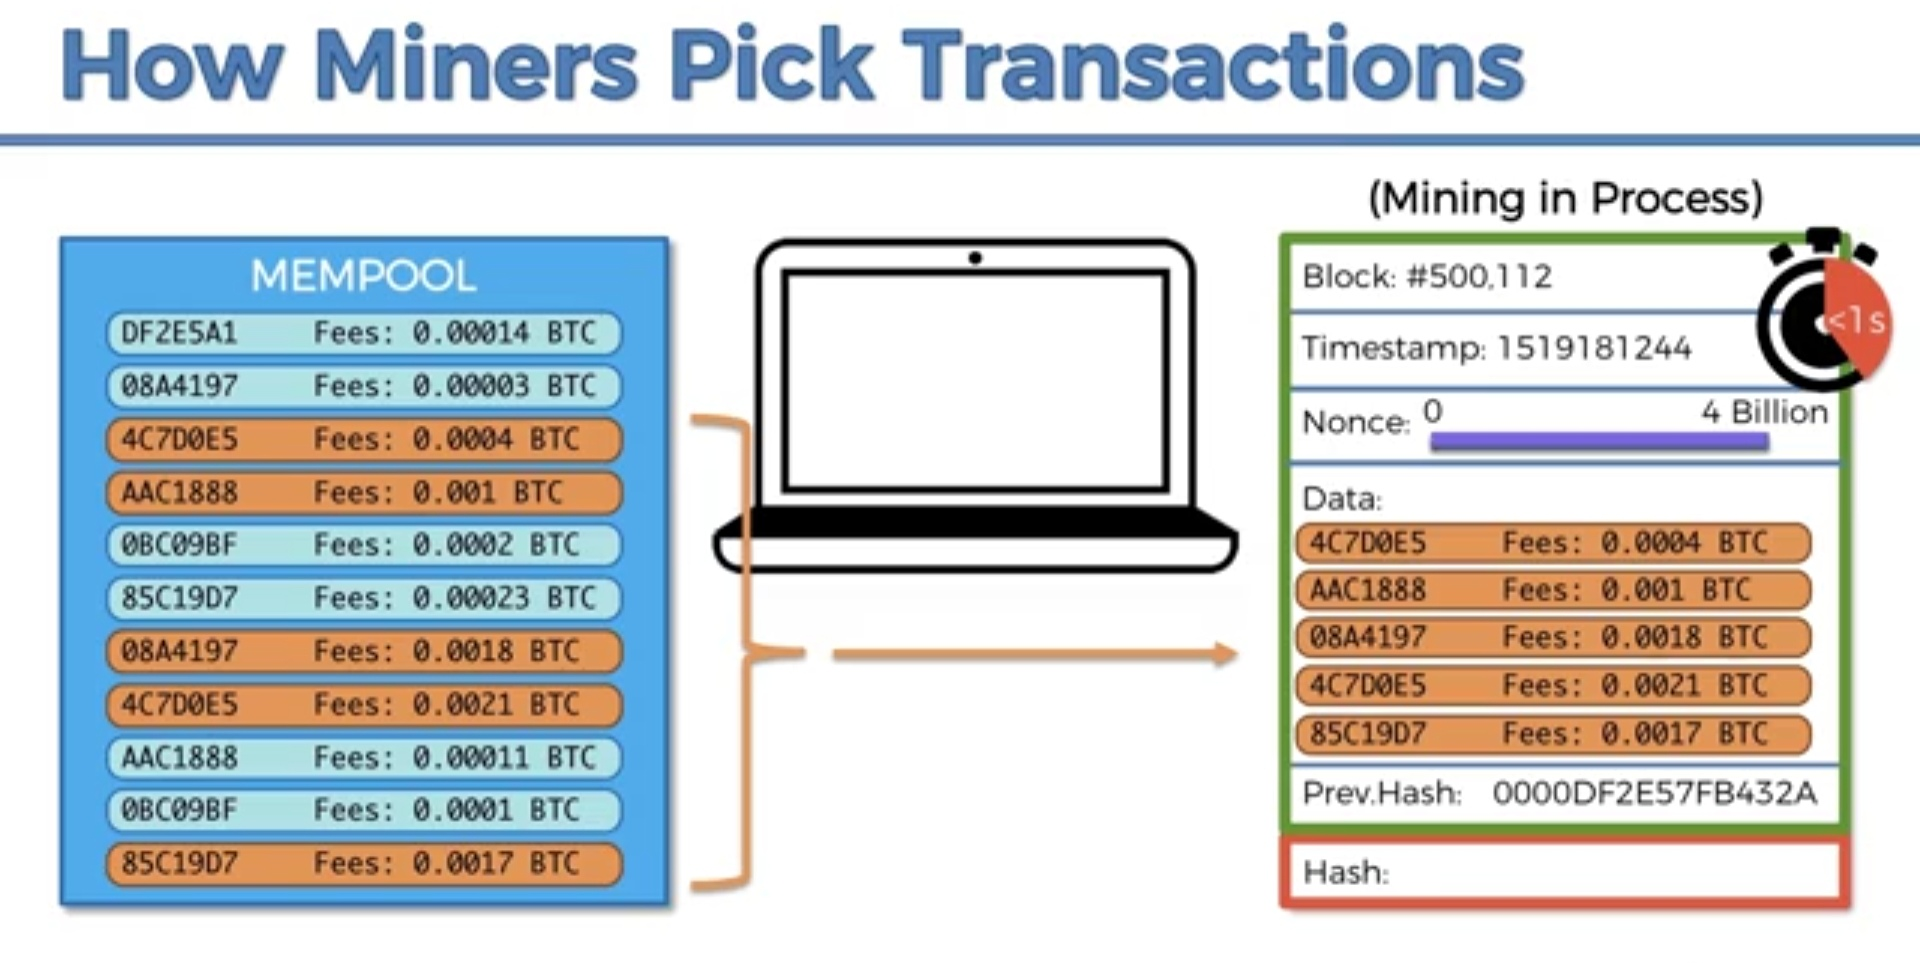 How Miners Pick Transactions
(Mining in Process)
MEMPOOL
DF2E5A1 Fees: 0.00014 BTC
08A4197 Fees: 0.00003 BTC
4C7D0E5 Fees: 0.0004 BTC
AAC1888 Fees: 0.001 BTC
0BC09BF Fees: 0.0002 BTC
85C19D7 Fees: 0.00023 BTC
08A4197 Fees: 0.0018 BTC
4C7D0E5 Fees: 0.0021 BTC
AAC1888 Fees: 0.00011 BTC
0BC09BF Fees: 0.0001 BTC
85C19D7 Fees: 0.0017 BTC
Block: #500,112
<1s
Timestamp: 1519181244
Nonce: 0 4 Billion
Data:
4C7D0E5 Fees: 0.0004 BTC
AAC1888 Fees: 0.001 BTC
08A4197 Fees: 0.0018 BTC
4C7D0E5 Fees: 0.0021 BTC
85C19D7 Fees: 0.0017 BTC
Prev.Hash: 0000DF2E57FB432A
Hash: